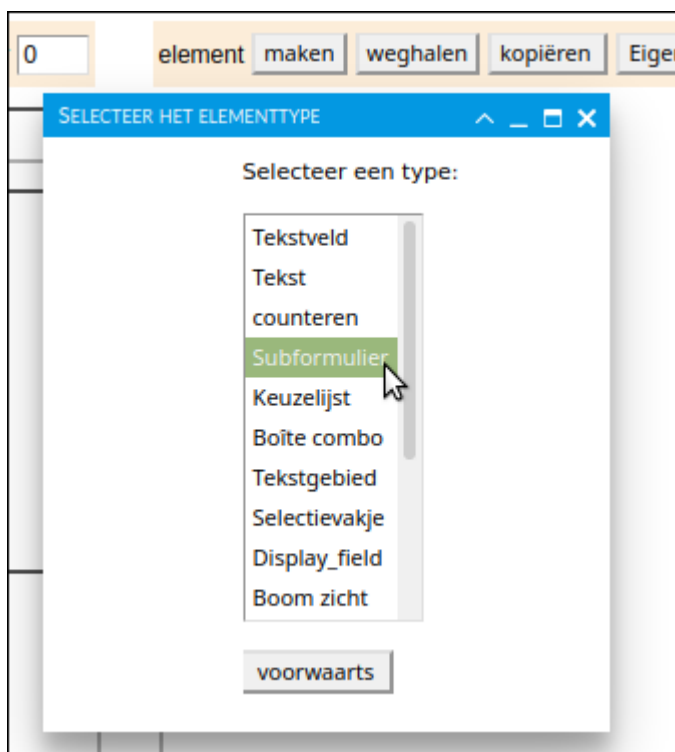 0 element maken weghalen kopiëren Eige
SELECTEER HET ELEMENTTYPE
Selecteer een type:
Tekstveld
Tekst
counteren
Subformulier
Keuzelijst
Boîte combo
Tekstgebied
Selectievakje
Display_field
Boom zicht
voorwaarts